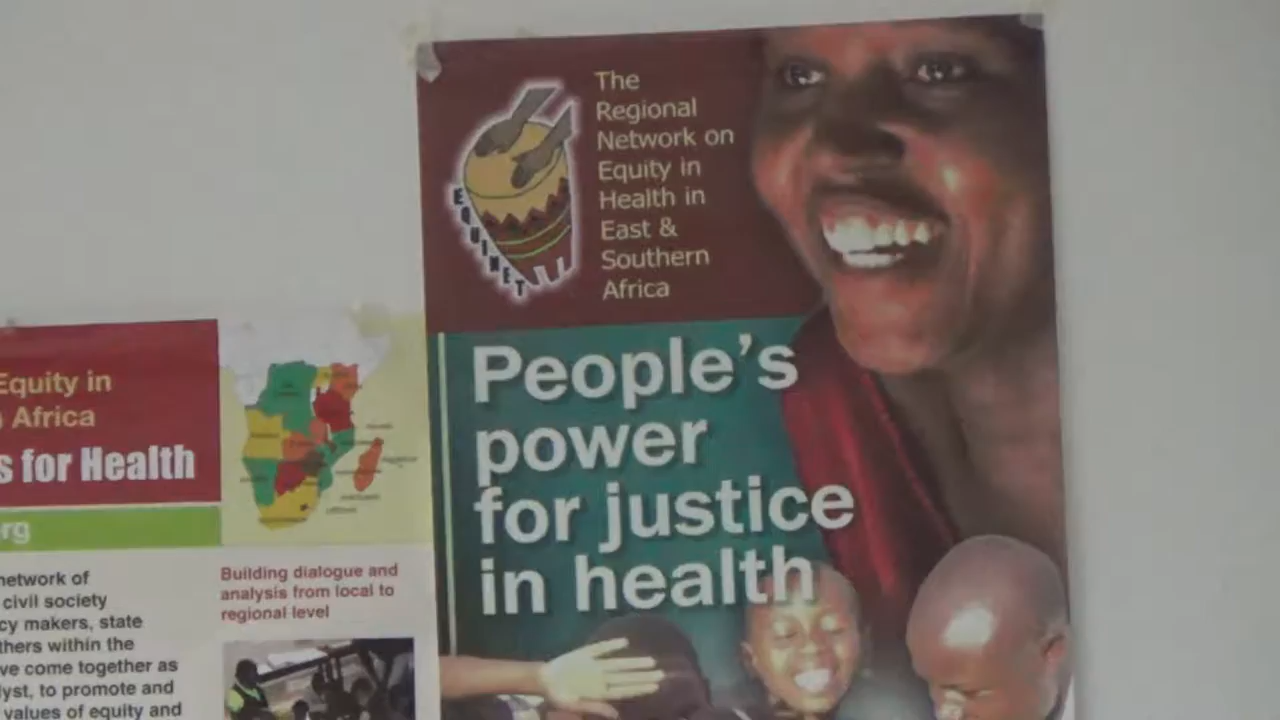 The
Regional
Network on
Equity in
Health in
East &
Southern
Africa
EQUINET
People's
power
for justice
in health
Equity in
Africa
s for Health
rg
network of
civil society
cy makers, state
thers within the
ve come together as
lyst, to promote and
values of equity and
Building dialogue and
analysis from local to
regional level